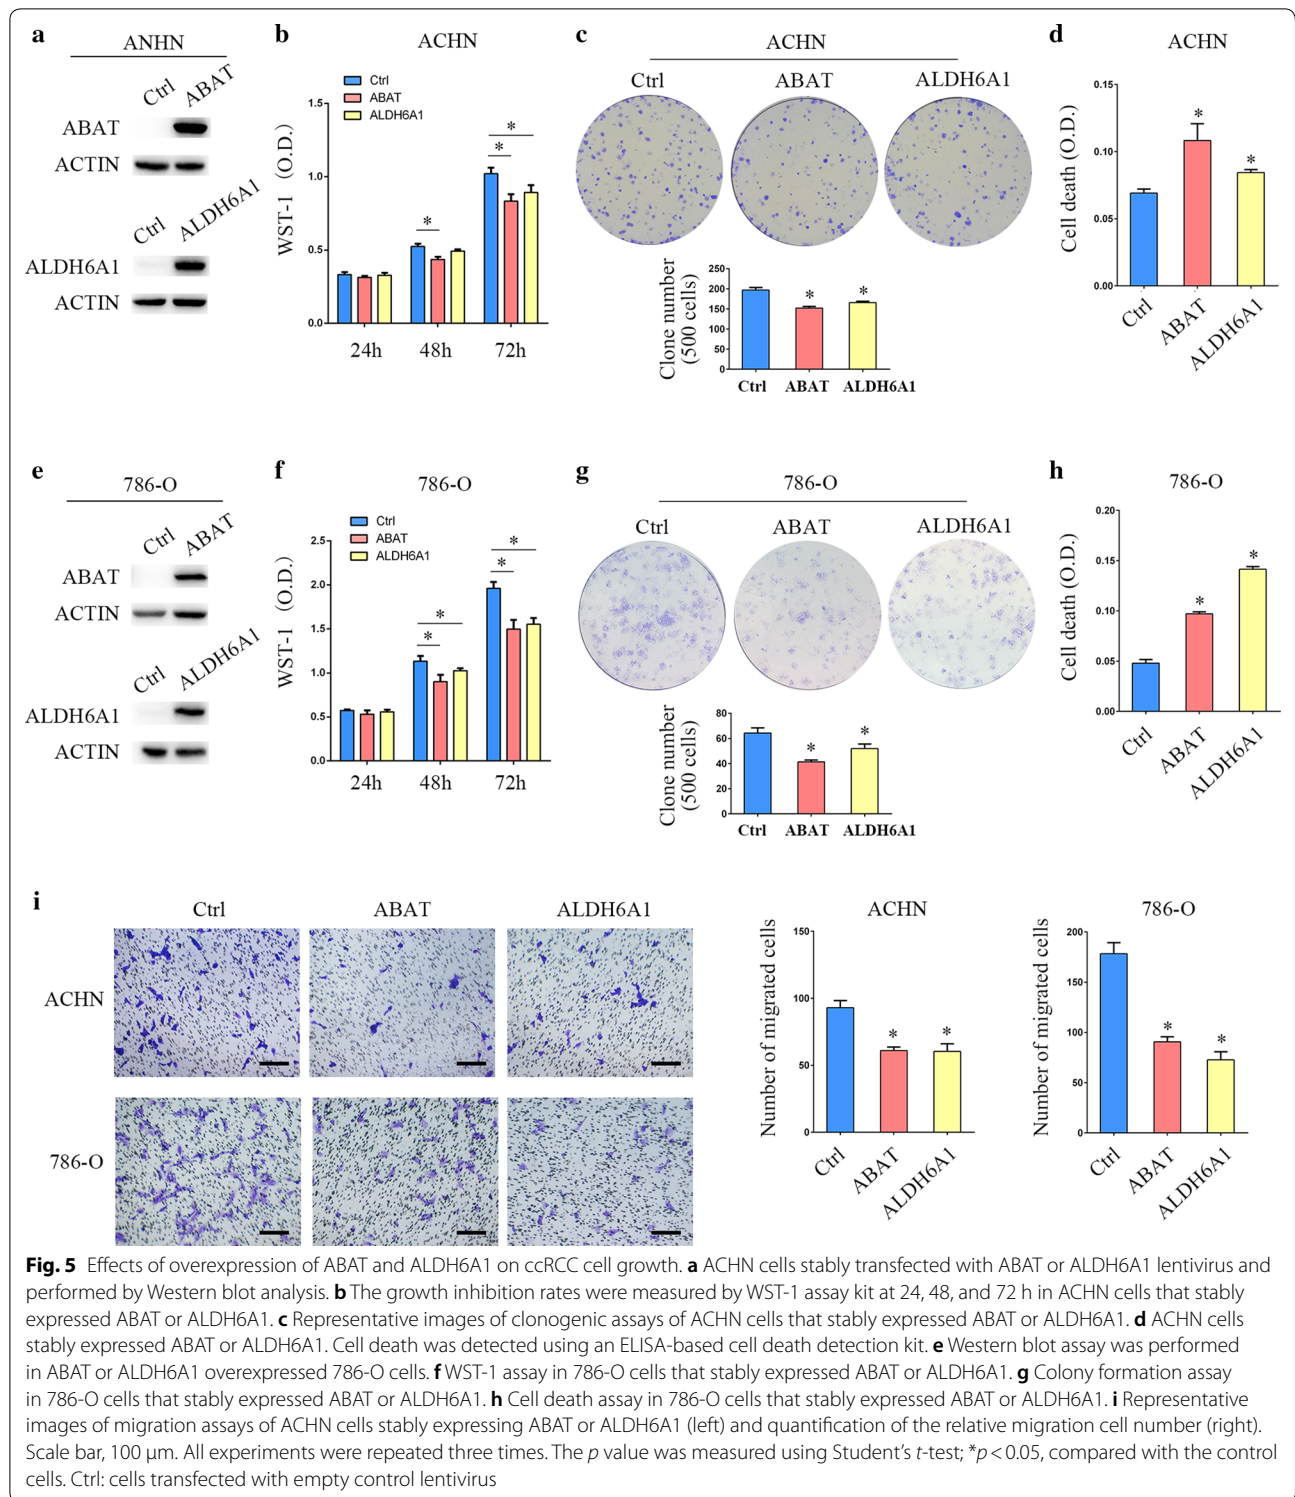 a
ANHN
Ctrl
ABAT
ABAT
ACTIN
Ctrl
ALDH6A1
ALDH6A1
ACTIN
b
ACHN
Ctrl
ABAT
ALDH6A1
WST-1 (O.D.)
1.5
1.0
0.5
0.0
*
*
*
24h
48h
72h
c
ACHN
Ctrl
ABAT
ALDH6A1
Clone number
(500 cells)
250
200
150
100
50
0
*
*
Ctrl
ABAT
ALDH6A1
d
ACHN
Cell death (O.D.)
0.15
0.10
0.05
0.00
*
*
Ctrl
ABAT
ALDH6A1
e
786-O
Ctrl
ABAT
ABAT
ACTIN
Ctrl
ALDH6A1
ALDH6A1
ACTIN
f
786-O
Ctrl
ABAT
ALDH6A1
WST-1 (O.D.)
2.5
2.0
1.5
1.0
0.5
0.0
*
*
*
*
24h
48h
72h
g
786-O
Ctrl
ABAT
ALDH6A1
Clone number
(500 cells)
80
60
40
20
0
*
*
Ctrl
ABAT
ALDH6A1
h
786-O
Cell death (O.D.)
0.20
0.15
0.10
0.05
0.00
*
*
Ctrl
ABAT
ALDH6A1
i
Ctrl
ABAT
ALDH6A1
ACHN
786-O
ACHN
Number of migrated cells
150
100
50
0
*
*
Ctrl
ABAT
ALDH6A1
786-O
Number of migrated cells
200
150
100
50
0
*
*
Ctrl
ABAT
ALDH6A1
Fig. 5 Effects of overexpression of ABAT and ALDH6A1 on ccRCC cell growth. a ACHN cells stably transfected with ABAT or ALDH6A1 lentivirus and
performed by Western blot analysis. b The growth inhibition rates were measured by WST-1 assay kit at 24, 48, and 72 h in ACHN cells that stably
expressed ABAT or ALDH6A1. c Representative images of clonogenic assays of ACHN cells that stably expressed ABAT or ALDH6A1. d ACHN cells
stably expressed ABAT or ALDH6A1. Cell death was detected using an ELISA-based cell death detection kit. e Western blot assay was performed
in ABAT or ALDH6A1 overexpressed 786-O cells. f WST-1 assay in 786-O cells that stably expressed ABAT or ALDH6A1. g Colony formation assay
in 786-O cells that stably expressed ABAT or ALDH6A1. h Cell death assay in 786-O cells that stably expressed ABAT or ALDH6A1. i Representative
images of migration assays of ACHN cells stably expressing ABAT or ALDH6A1 (left) and quantification of the relative migration cell number (right).
Scale bar, 100 μm. All experiments were repeated three times. The p value was measured using Student's t-test; *p < 0.05, compared with the control
cells. Ctrl: cells transfected with empty control lentivirus